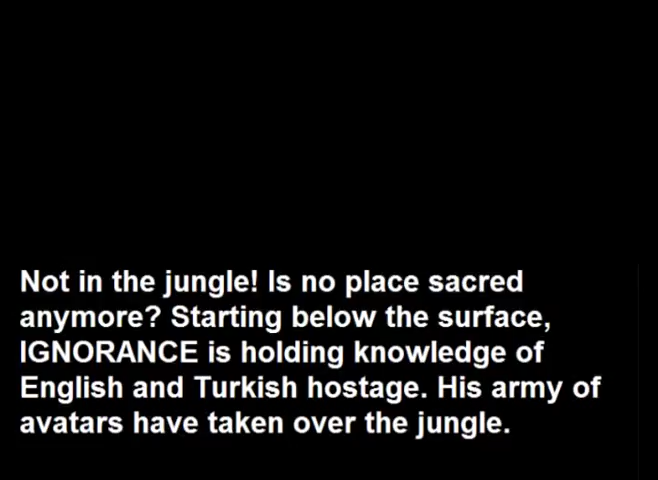 Not in the jungle! Is no place sacred
anymore? Starting below the surface,
IGNORANCE is holding knowledge of
English and Turkish hostage. His army of
avatars have taken over the jungle.